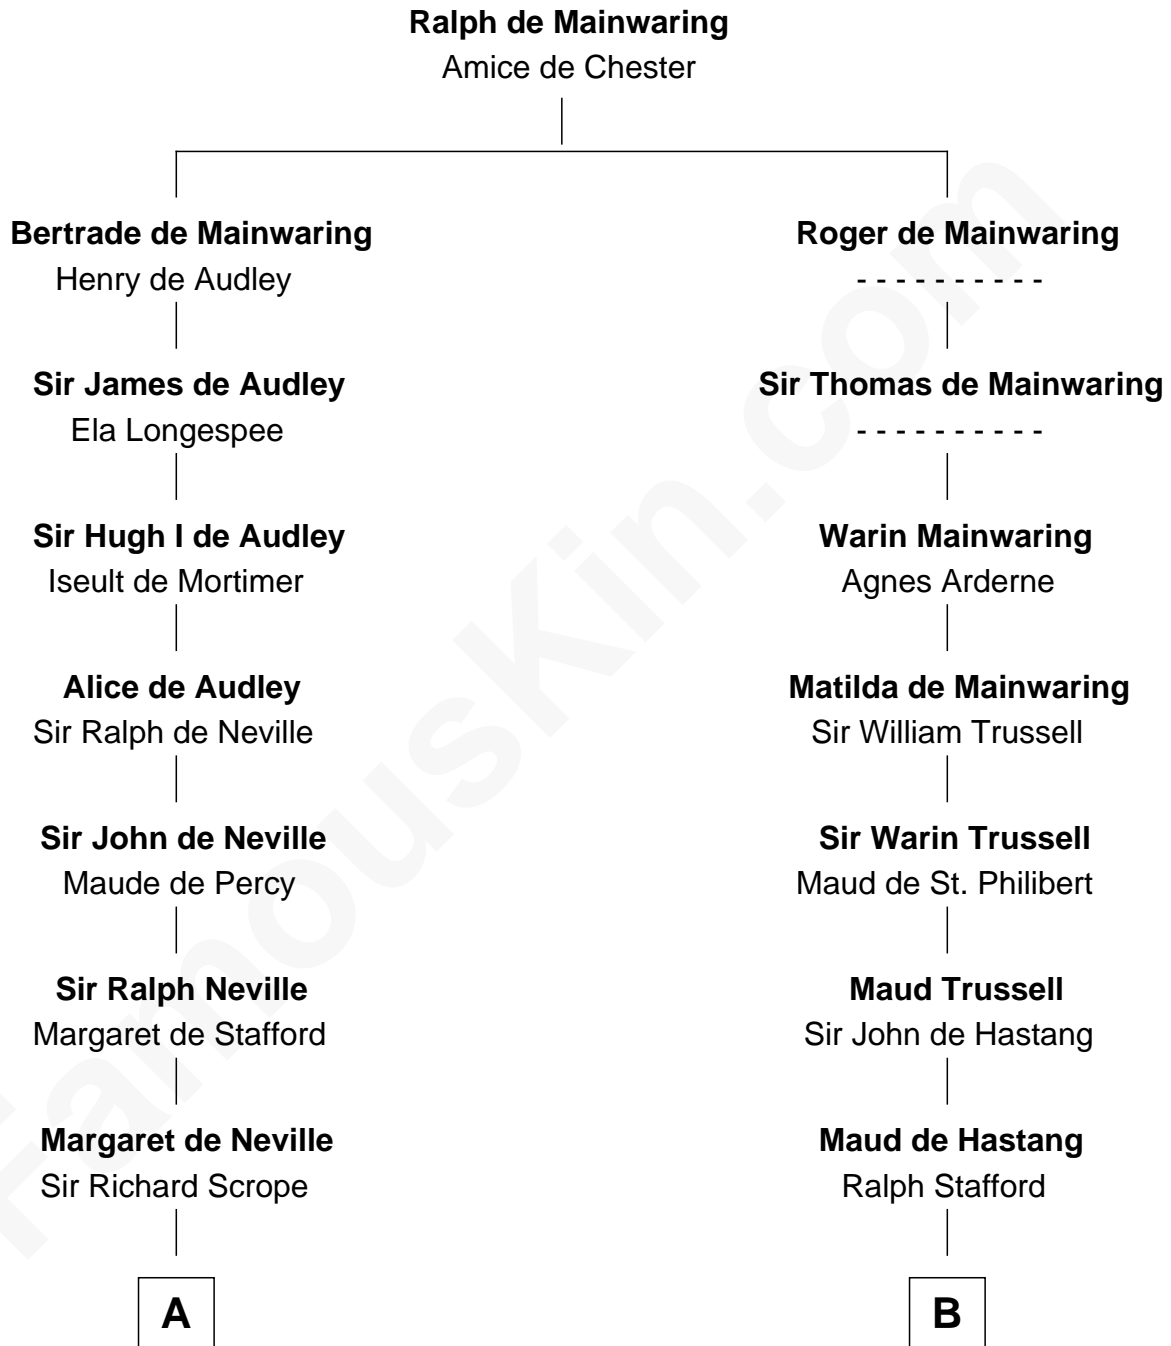 Ralph de Mainwaring
Amice de Chester
Bertrade de Mainwaring
Henry de Audley
Roger de Mainwaring
- - - - - - - - - -
Sir James de Audley
Ela Longespee
Sir Thomas de Mainwaring
- - - - - - - - - -
Sir Hugh I de Audley
Iseult de Mortimer
Warin Mainwaring
Agnes Arderne
Alice de Audley
Sir Ralph de Neville
Matilda de Mainwaring
Sir William Trussell
Sir John de Neville
Maude de Percy
Sir Warin Trussell
Maud de St. Philibert
Sir Ralph Neville
Margaret de Stafford
Maud Trussell
Sir John de Hastang
Margaret de Neville
Sir Richard Scrope
Maud de Hastang
Ralph Stafford
A
B
FamousKin.com